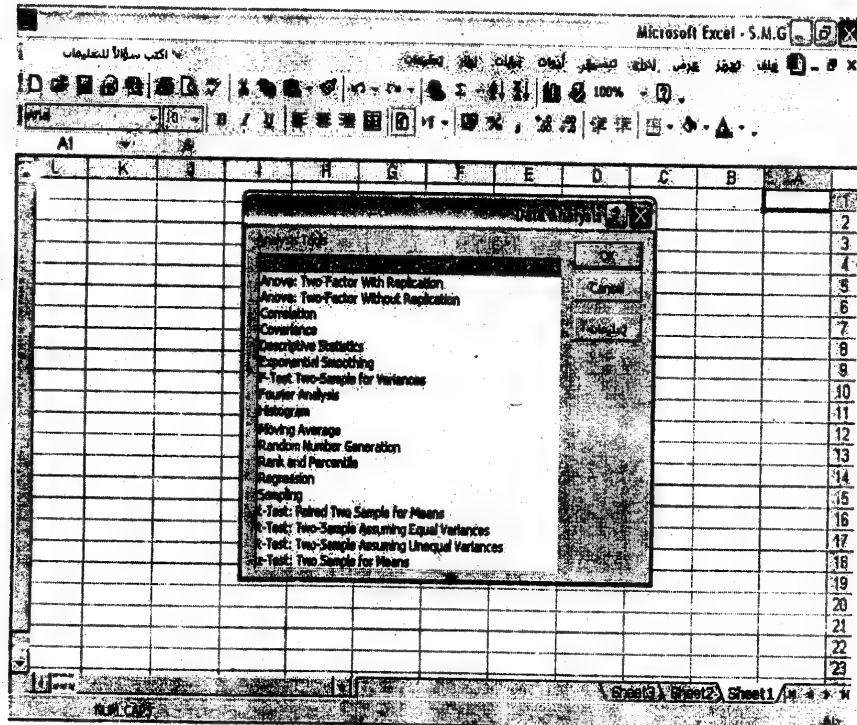 Microsoft Excel - S.M.G
اكتب سؤالاً للتعليمات
ملف تحرير عرض إدراج تنسيق أدوات بيانات إطار تعليمات
Arial 10 B I U
100%
A1
L K J I H G F E D C B A
Data Analysis
Analysis Tools
OK
Anova: Two-Factor With Replication
Cancel
Anova: Two-Factor Without Replication
Correlation
Covariance
تعليمات
Descriptive Statistics
Exponential Smoothing
F-Test Two-Sample for Variances
Fourier Analysis
Histogram
Moving Average
Random Number Generation
Rank and Percentile
Regression
Sampling
t-Test: Paired Two Sample for Means
t-Test: Two-Sample Assuming Equal Variances
t-Test: Two-Sample Assuming Unequal Variances
z-Test: Two Sample for Means
1
2
3
4
5
6
7
8
9
10
11
12
13
14
15
16
17
18
19
20
21
22
23
Sheet3 Sheet2 Sheet1
NUM CAPS